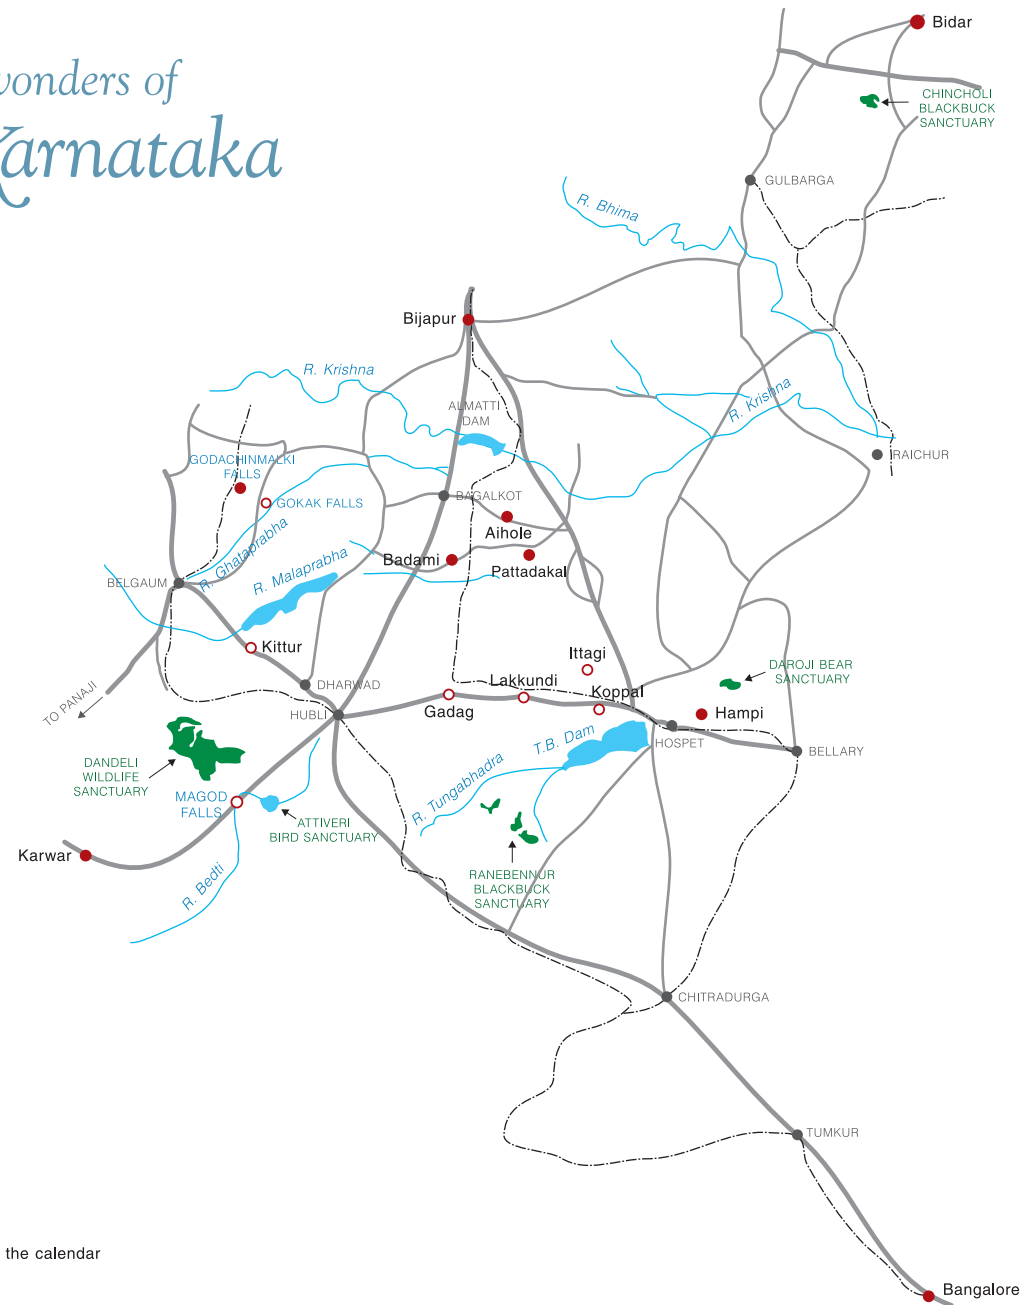 wonders of
Karnataka
Bidar
CHINCHOLI
BLACKBUCK
SANCTUARY
GULBARGA
R. Bhima
Bijapur
R. Krishna
ALMATTI
DAM
R. Krishna
GODACHINMALKI
FALLS
RAICHUR
GOKAK FALLS
BAGALKOT
Aihole
R. Ghataprabha
Badami
Pattadakal
BELGAUM
R. Malaprabha
Kittur
Ittagi
DAROJI BEAR
SANCTUARY
DHARWAD
Lakkundi
Koppal
TO PANAJI
HUBLI
Gadag
Hampi
HOSPET
BELLARY
T.B. Dam
DANDELI
WILDLIFE
SANCTUARY
R. Tungabhadra
MAGOD
FALLS
ATTIVERI
BIRD SANCTUARY
Karwar
R. Bedti
RANEBENNUR
BLACKBUCK
SANCTUARY
CHITRADURGA
TUMKUR
the calendar
Bangalore